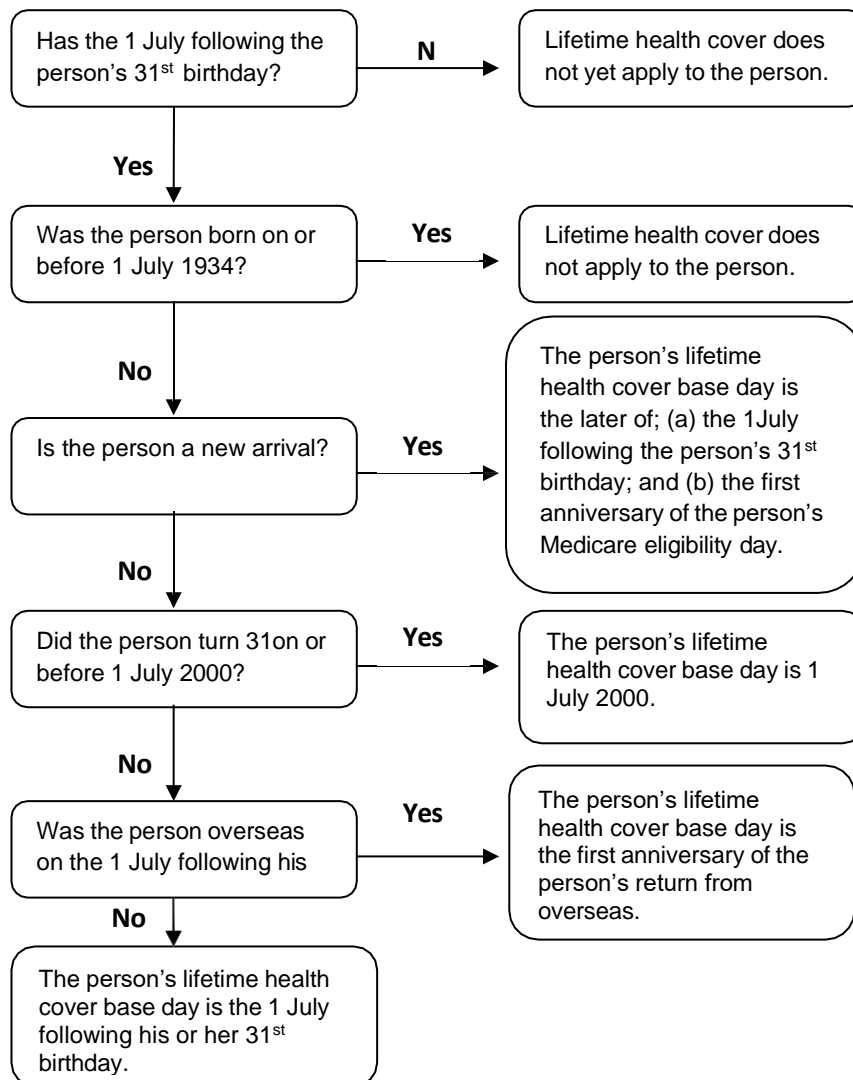 Has the 1 July following the
person's 31st birthday?
N
Lifetime health cover does
not yet apply to the person.
Yes
Was the person born on or
before 1 July 1934?
Yes
Lifetime health cover does
not apply to the person.
No
Is the person a new arrival?
Yes
The person's lifetime
health cover base day is
the later of; (a) the 1July
following the person's 31st
birthday; and (b) the first
anniversary of the person's
Medicare eligibility day.
No
Did the person turn 31on or
before 1 July 2000?
Yes
The person's lifetime
health cover base day is 1
July 2000.
No
Was the person overseas
on the 1 July following his
Yes
The person's lifetime
health cover base day is
the first anniversary of the
person's return from
overseas.
No
The person's lifetime health
cover base day is the 1 July
following his or her 31st
birthday.